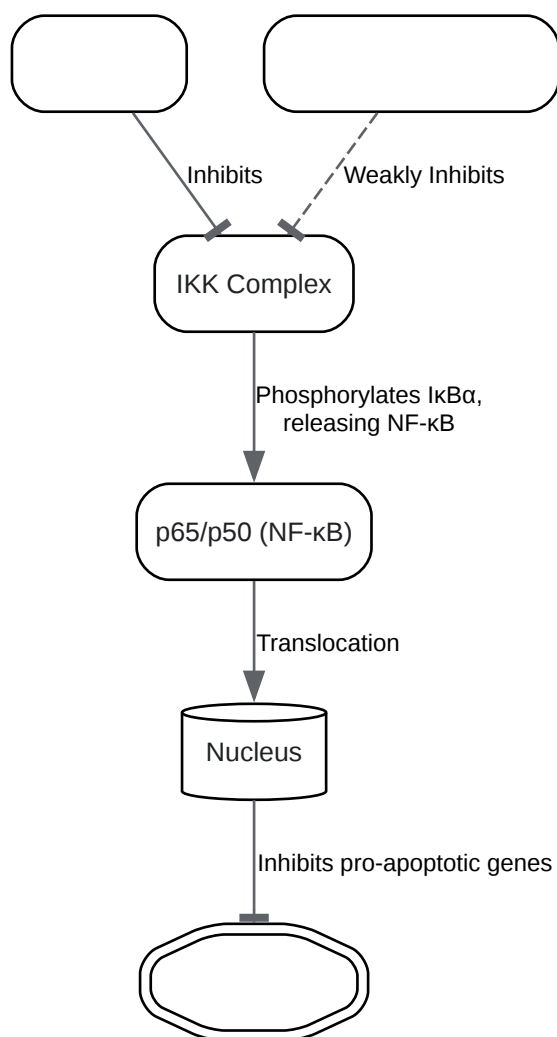 Inhibits
Weakly Inhibits
IKK Complex
Phosphorylates IκBα,
releasing NF-κB
p65/p50 (NF-κB)
Translocation
Nucleus
Inhibits pro-apoptotic genes